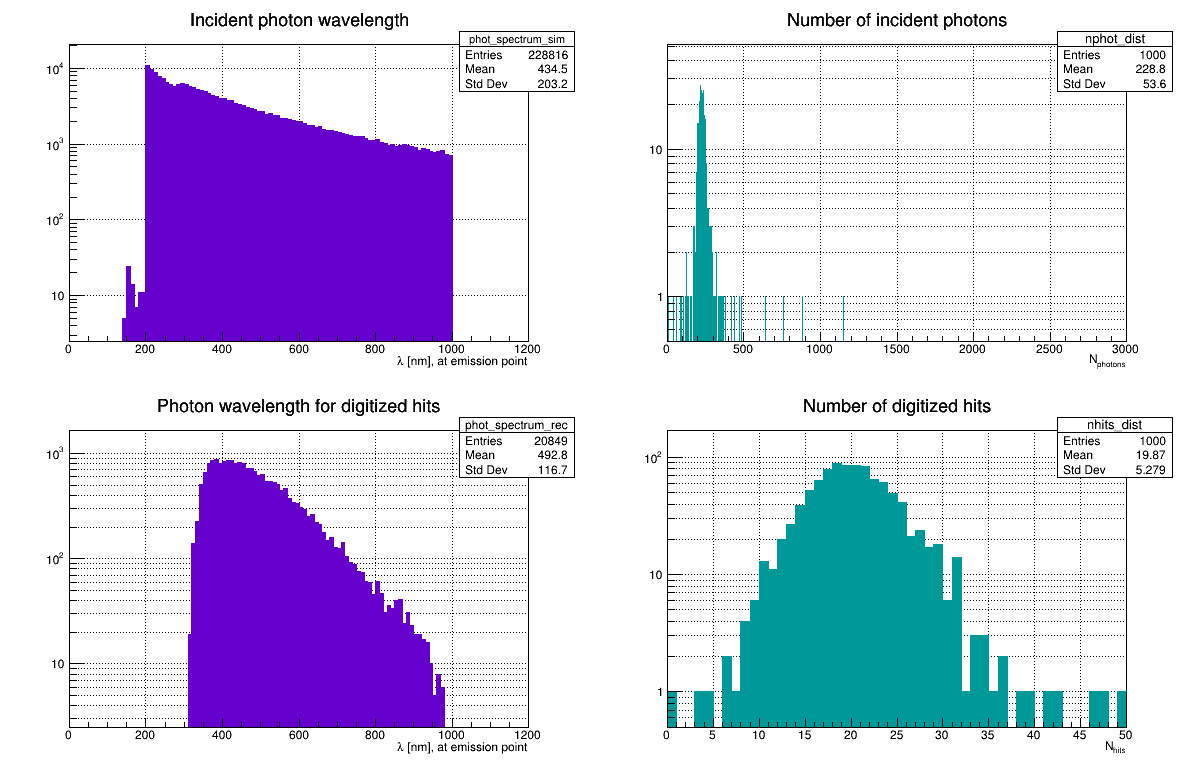 Incident photon wavelength
phot_spectrum_sim
Entries 228816
Mean 434.5
Std Dev 203.2
10⁴
10³
10²
10
0 200 400 600 800 1000 1200
λ [nm], at emission point
Number of incident photons
nphot_dist
Entries 1000
Mean 228.8
Std Dev 53.6
10
1
0 500 1000 1500 2000 2500 3000
N_photons
Photon wavelength for digitized hits
phot_spectrum_rec
Entries 20849
Mean 492.8
Std Dev 116.7
10³
10²
10
0 200 400 600 800 1000 1200
λ [nm], at emission point
Number of digitized hits
nhits_dist
Entries 1000
Mean 19.87
Std Dev 5.279
10²
10
1
0 5 10 15 20 25 30 35 40 45 50
N_hits